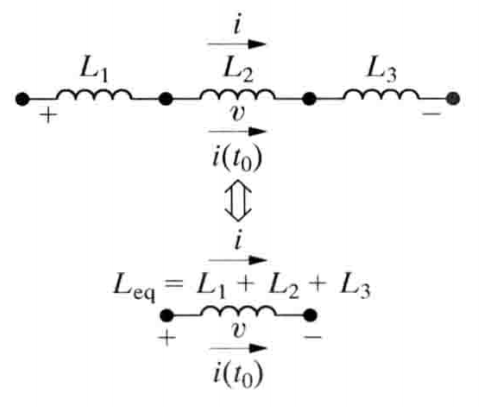 i
L₁ L₂ L₃
+ v −
i(t₀)
i
Lₑq = L₁ + L₂ + L₃
+ v −
i(t₀)